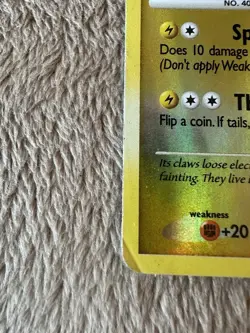 NO. 40
Sp
Does 10 damage
(Don't apply Weak
Th
Flip a coin. If tails,
Its claws loose elec
fainting. They live i
weakness
+20